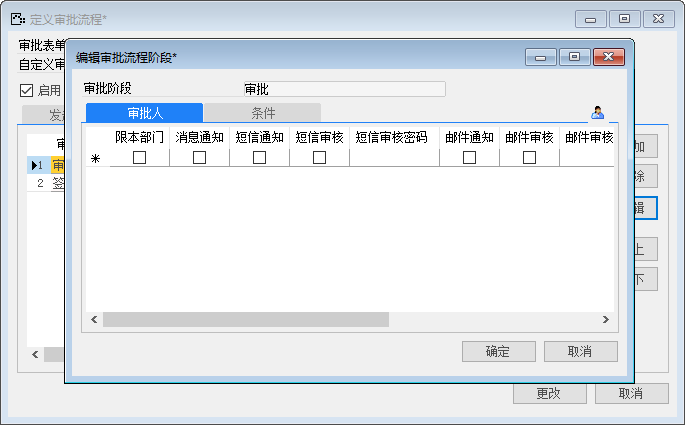 定义审批流程*
审批表单
自定义审
启用
编辑审批流程阶段*
审批阶段 审批
审批人 条件
限本部门 消息通知 短信通知 短信审核 短信审核密码 邮件通知 邮件审核 邮件审核
*
1 审
2 签
加
除
辑
上
下
确定 取消
更改 取消